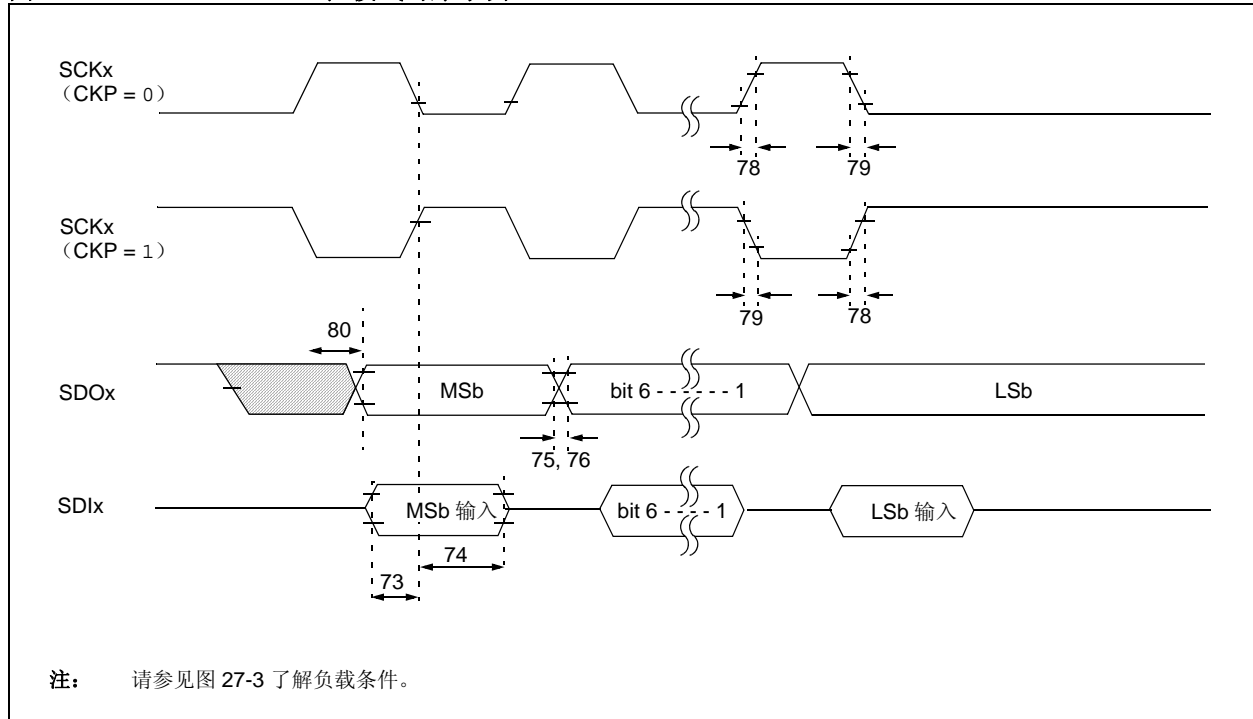 SCKx
（CKP = 0）
78
79
SCKx
（CKP = 1）
79
78
80
SDOx
MSb
bit 6 - - - - - - 1
LSb
75, 76
SDIx
MSb 输入
bit 6 - - - - - 1
LSb 输入
74
73
注： 请参见图 27-3 了解负载条件。